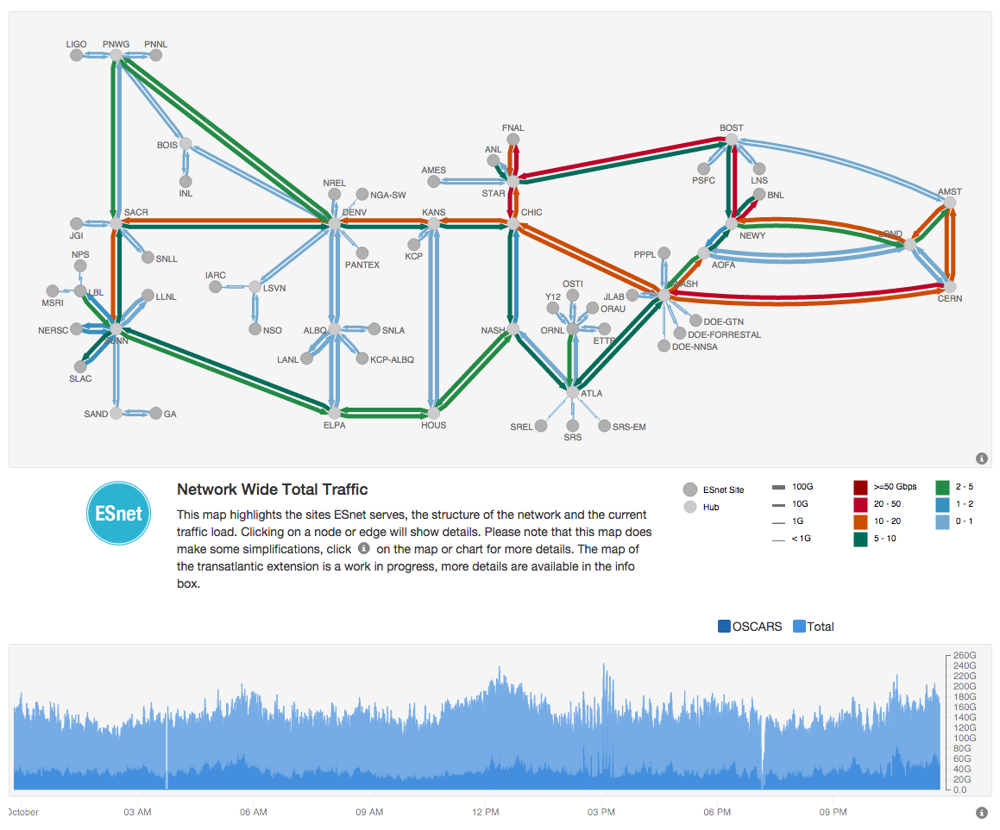 LIGO PNWG PNNL
BOIS
INL
FNAL
ANL
AMES
STAR
BOST
PSFC LNS
BNL
AMST
NREL NGA-SW
SACR DENV KANS CHIC
NEWY
LOND
JGI
SNLL
NPS
KCP
PANTEX
PPPL
AOFA
WASH
IARC LSVN
OSTI
Y12 ORAU
JLAB
CERN
MSRI LBL LLNL
NERSC SUNN
NSO
ALBQ SNLA
LANL KCP-ALBQ
NASH ORNL ETTP
DOE-GTN
DOE-FORRESTAL
DOE-NNSA
SLAC
ATLA
SAND GA
ELPA HOUS
SREL SRS SRS-EM
ESnet
Network Wide Total Traffic
This map highlights the sites ESnet serves, the structure of the network and the current
traffic load. Clicking on a node or edge will show details. Please note that this map does
make some simplifications, click i on the map or chart for more details. The map of
the transatlantic extension is a work in progress, more details are available in the info
box.
ESnet Site
Hub
100G
10G
1G
< 1G
>=50 Gbps
20 - 50
10 - 20
5 - 10
2 - 5
1 - 2
0 - 1
OSCARS Total
260G
240G
220G
200G
180G
160G
140G
120G
100G
80G
60G
40G
20G
0.0
October 03 AM 06 AM 09 AM 12 PM 03 PM 06 PM 09 PM